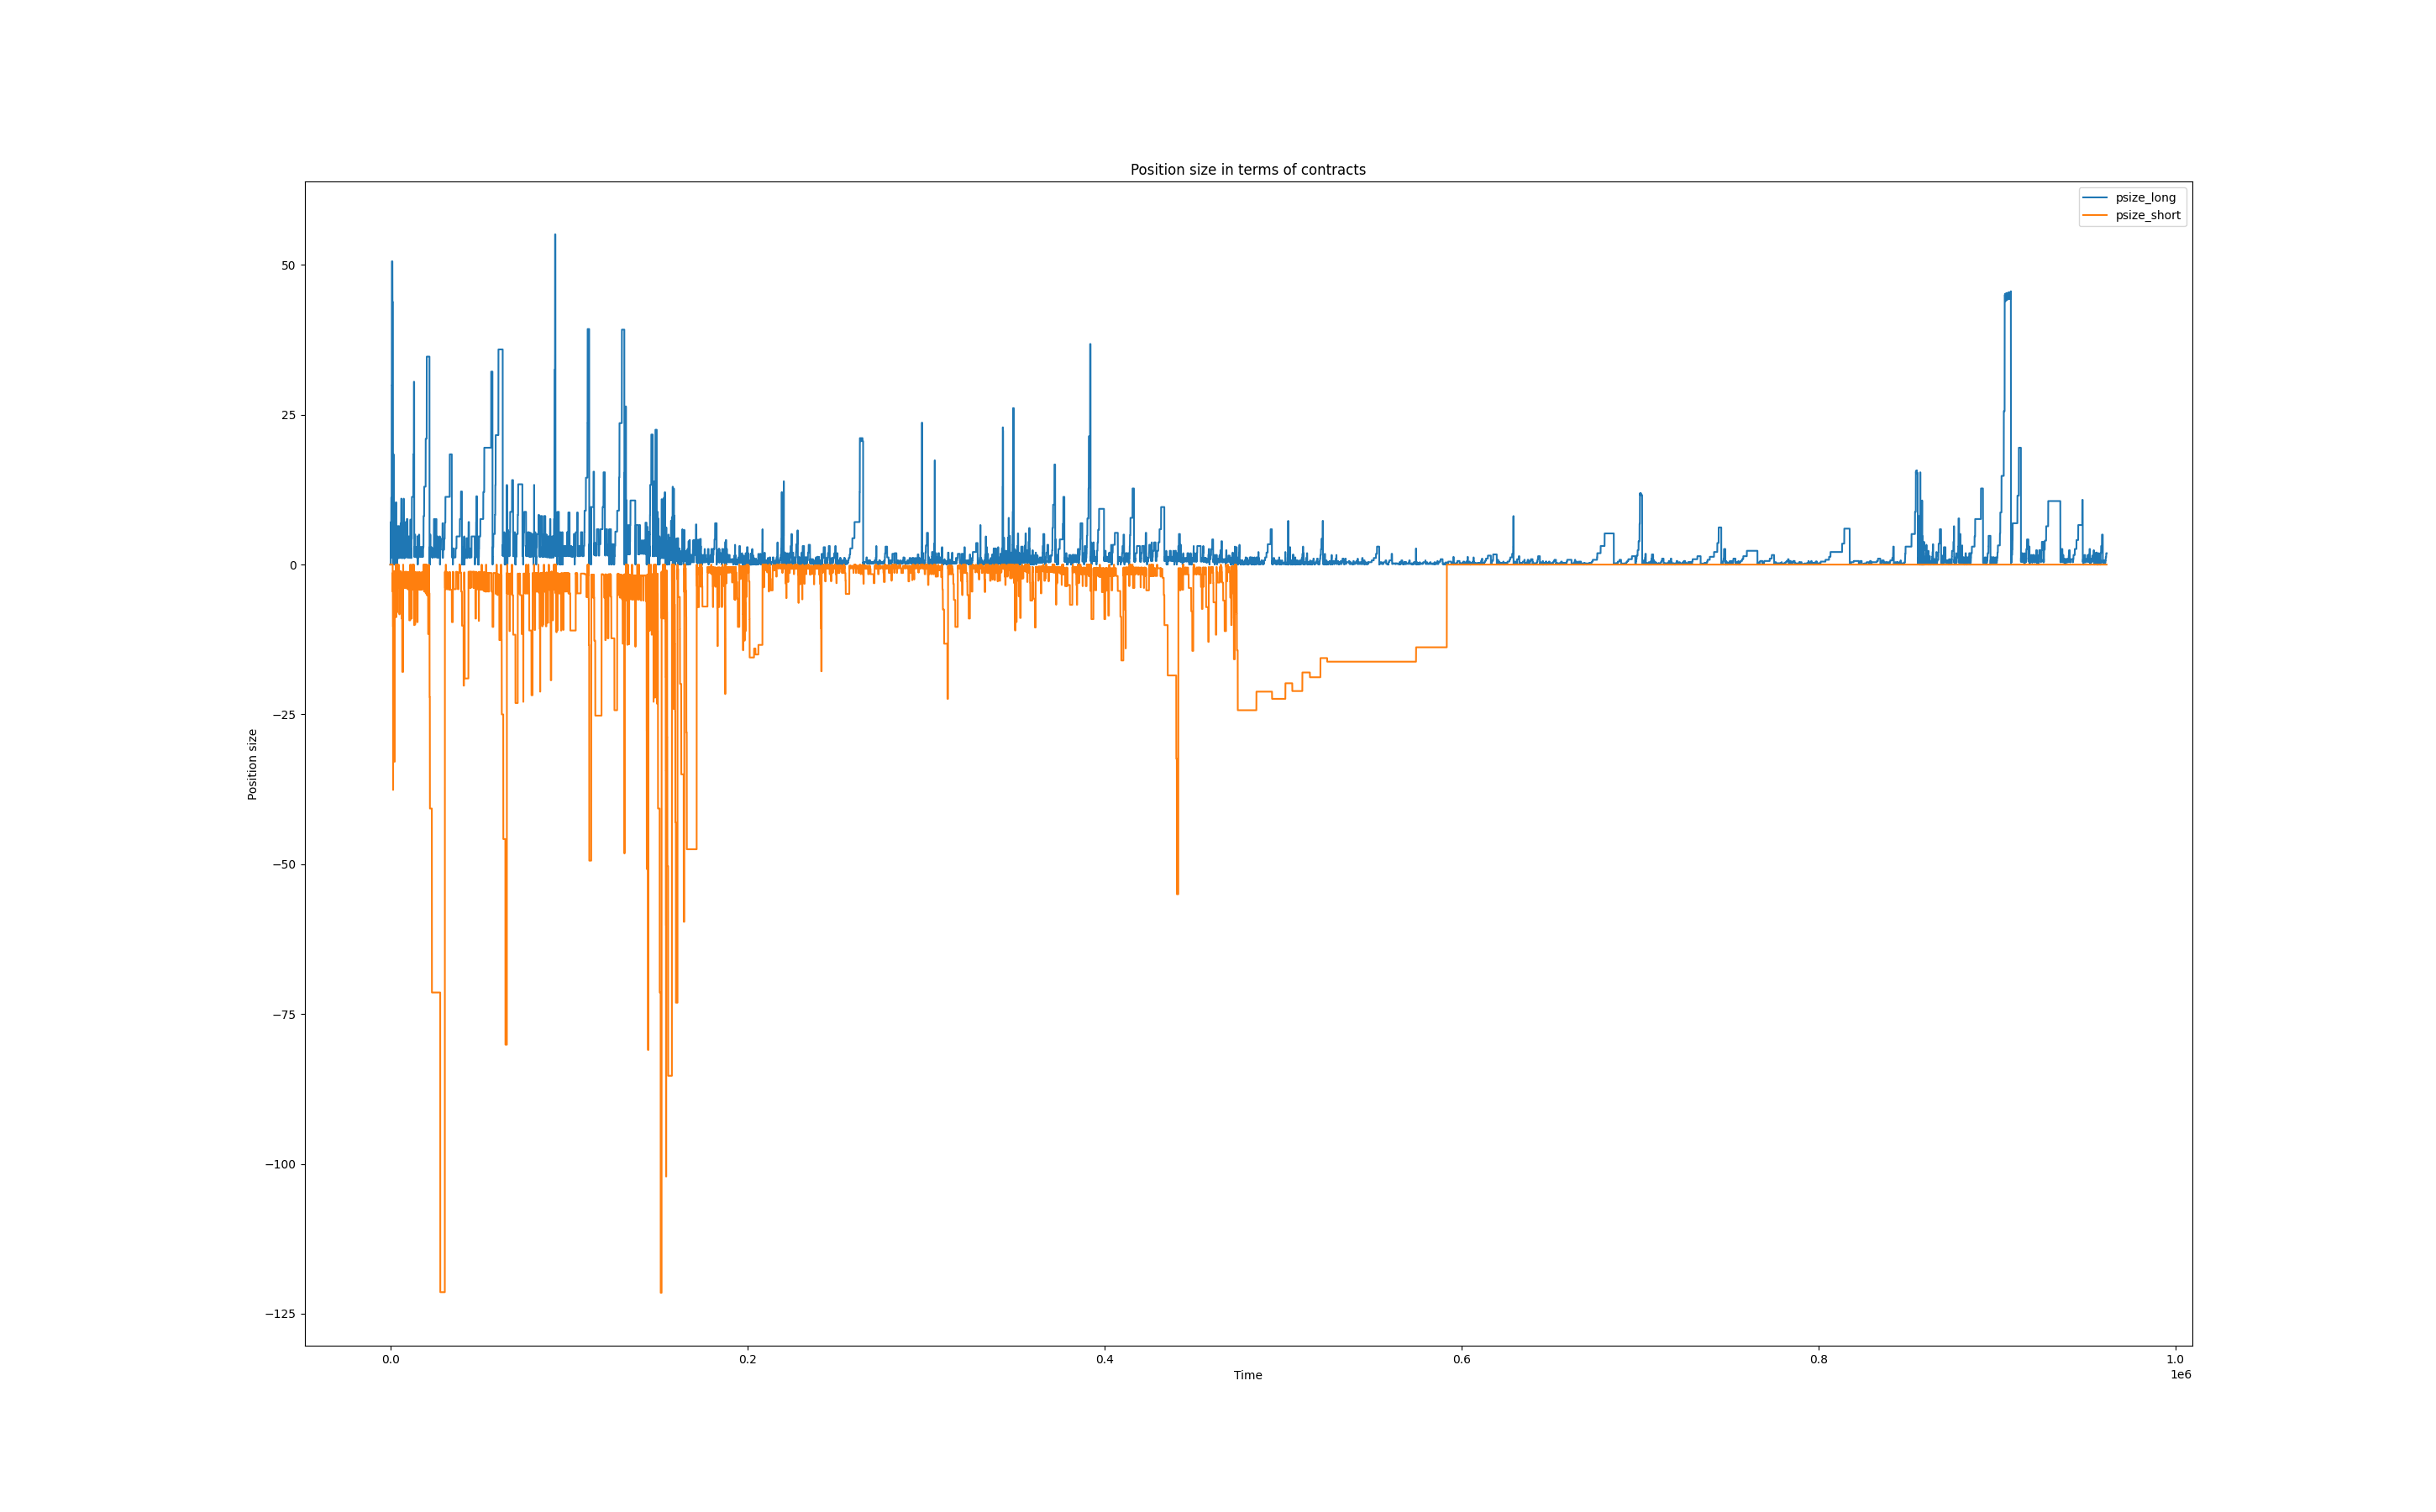 Position size in terms of contracts
psize_long
psize_short
50
25
0
−25
−50
−75
−100
−125
Position size
0.0 0.2 0.4 0.6 0.8 1.0
1e6
Time